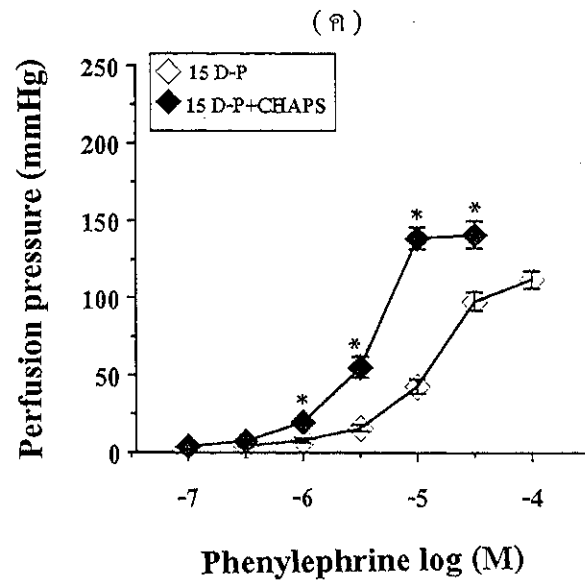 ( ค )
250
200
150
100
50
0
Perfusion pressure (mmHg)
15 D-P
15 D-P+CHAPS
* * * *
-7 -6 -5 -4
Phenylephrine log (M)